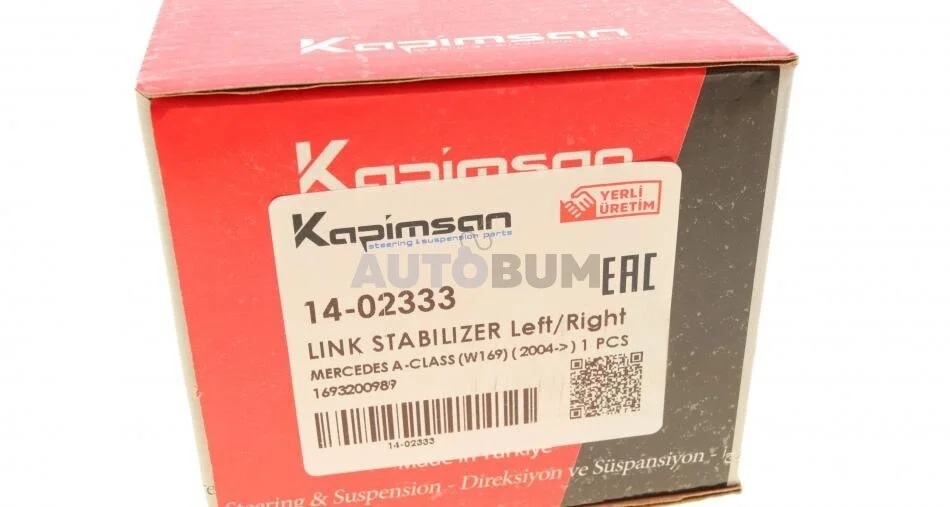 Kapimsan
Kapimsan
Kapimsan
steering & suspension parts
YERLİ
ÜRETİM
AUTOBUM
EAC
14-02333
LINK STABILIZER Left/Right
MERCEDES A-CLASS (W169) ( 2004-> ) 1 PCS
1693200989
14-02333
Made in Türkiye
Steering & Suspension - Direksiyon ve Süspansiyon -